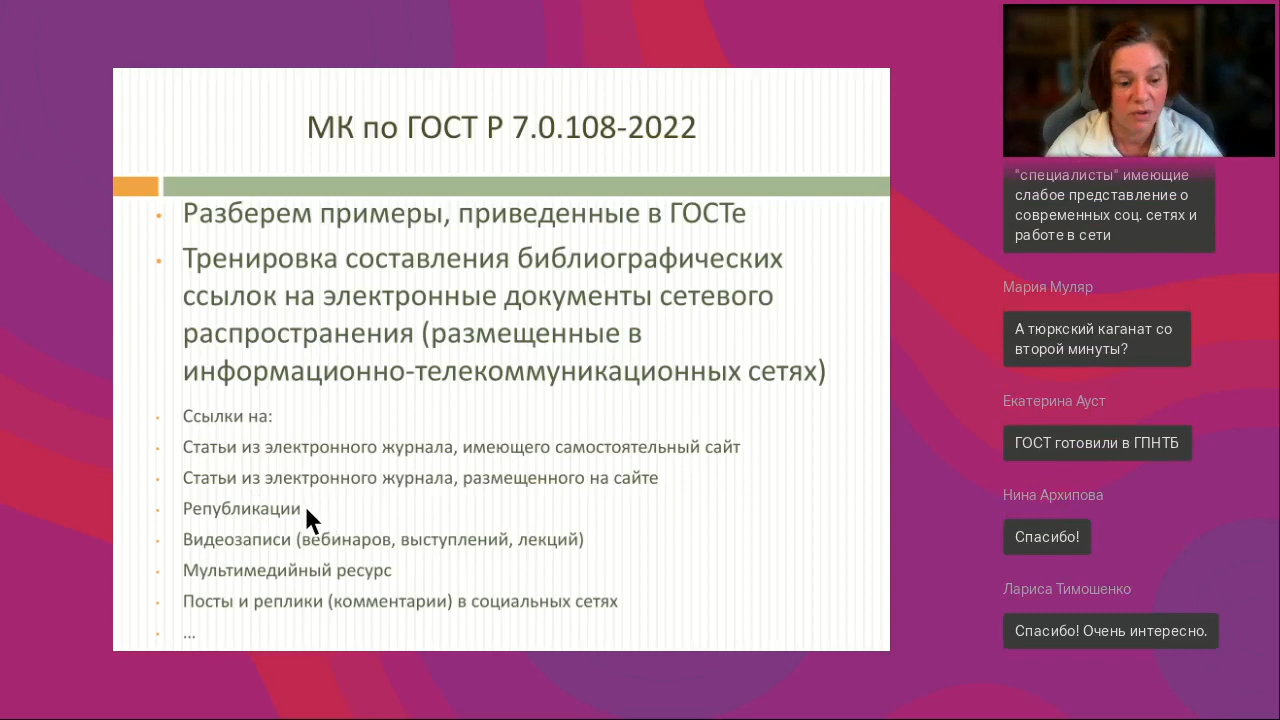 МК по ГОСТ Р 7.0.108-2022
Разберем примеры, приведенные в ГОСТе
Тренировка составления библиографических
ссылок на электронные документы сетевого
распространения (размещенные в
информационно-телекоммуникационных сетях)
Ссылки на:
Статьи из электронного журнала, имеющего самостоятельный сайт
Статьи из электронного журнала, размещенного на сайте
Републикации
Видеозаписи (вебинаров, выступлений, лекций)
Мультимедийный ресурс
Посты и реплики (комментарии) в социальных сетях
...
"специалисты" имеющие
слабое представление о
современных соц. сетях и
работе в сети
Мария Муляр
А тюркский каганат со
второй минуты?
Екатерина Ауст
ГОСТ готовили в ГПНТБ
Нина Архипова
Спасибо!
Лариса Тимошенко
Спасибо! Очень интересно.